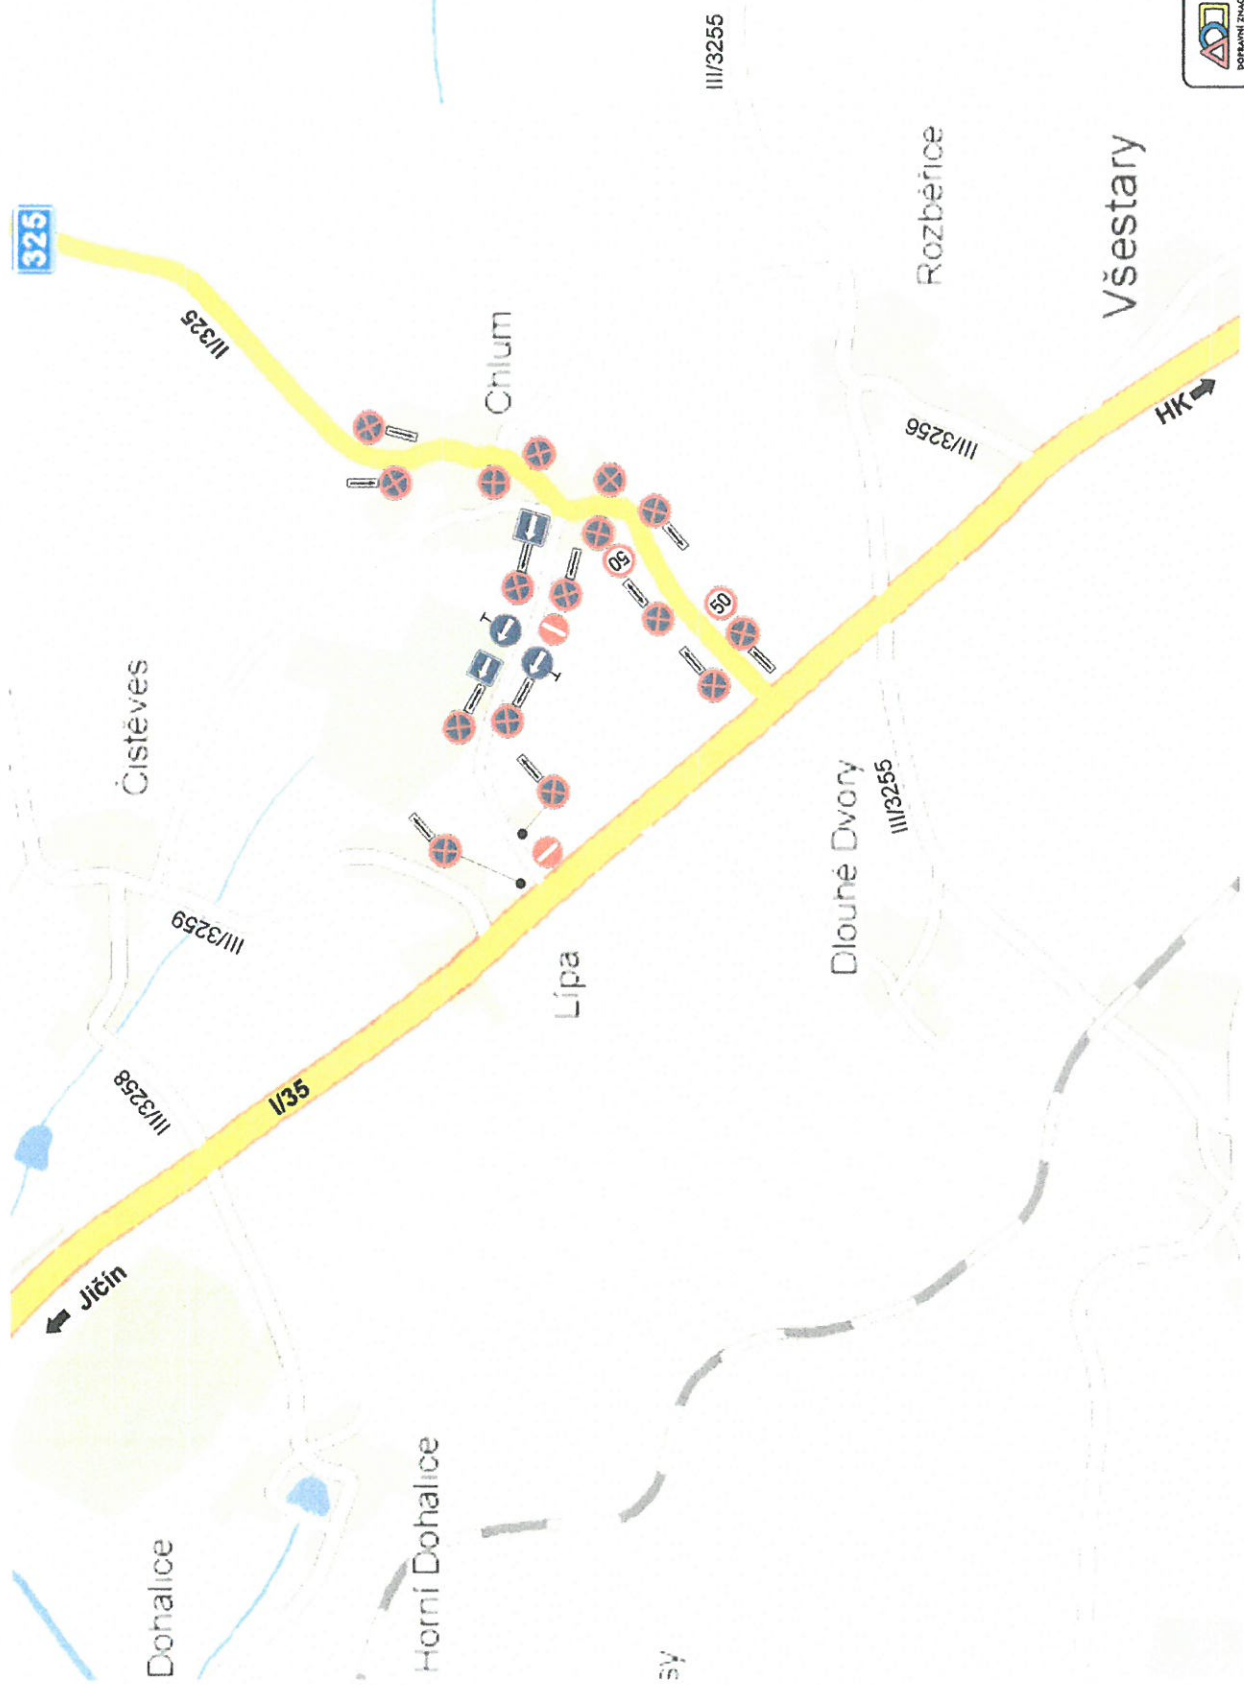 325
Jičín
Čistěves
III/3258
Dohalice
III/3259
II/325
I/35
Horní Dohalice
Chlum
Lípa
50
sy
III/3255
50
Dlouhé Dvory
III/3255
Rozběřice
III/3256
Všestary
HK